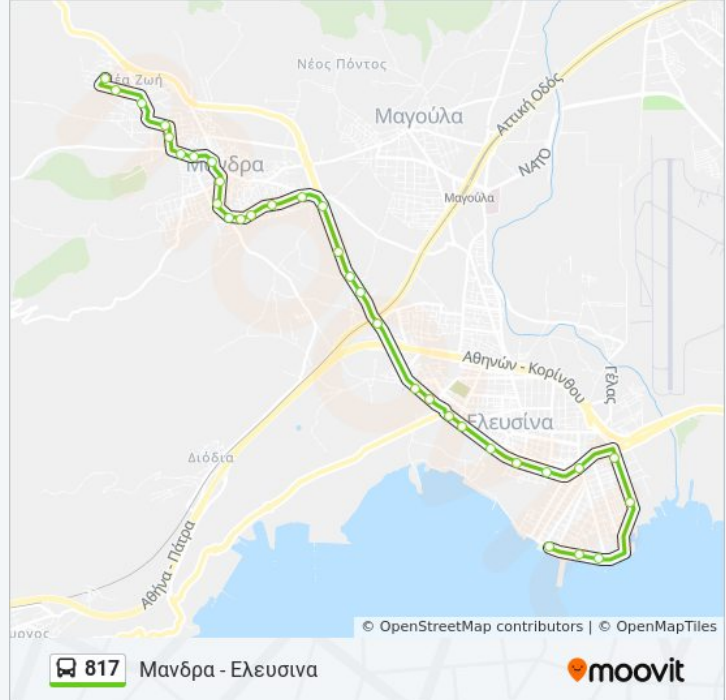 Νέος Πόντος
Νέα Ζωή
Μαγούλα
Αττική Οδός
ΝΑΤΟ
Μάνδρα
Μαγούλα
Αθηνών - Κορίνθου
Γέλας
Ελευσίνα
Διόδια
Αθήνα - Πάτρα
© OpenStreetMap contributors | © OpenMapTiles
817 Μανδρα - Ελευσινα
moovit